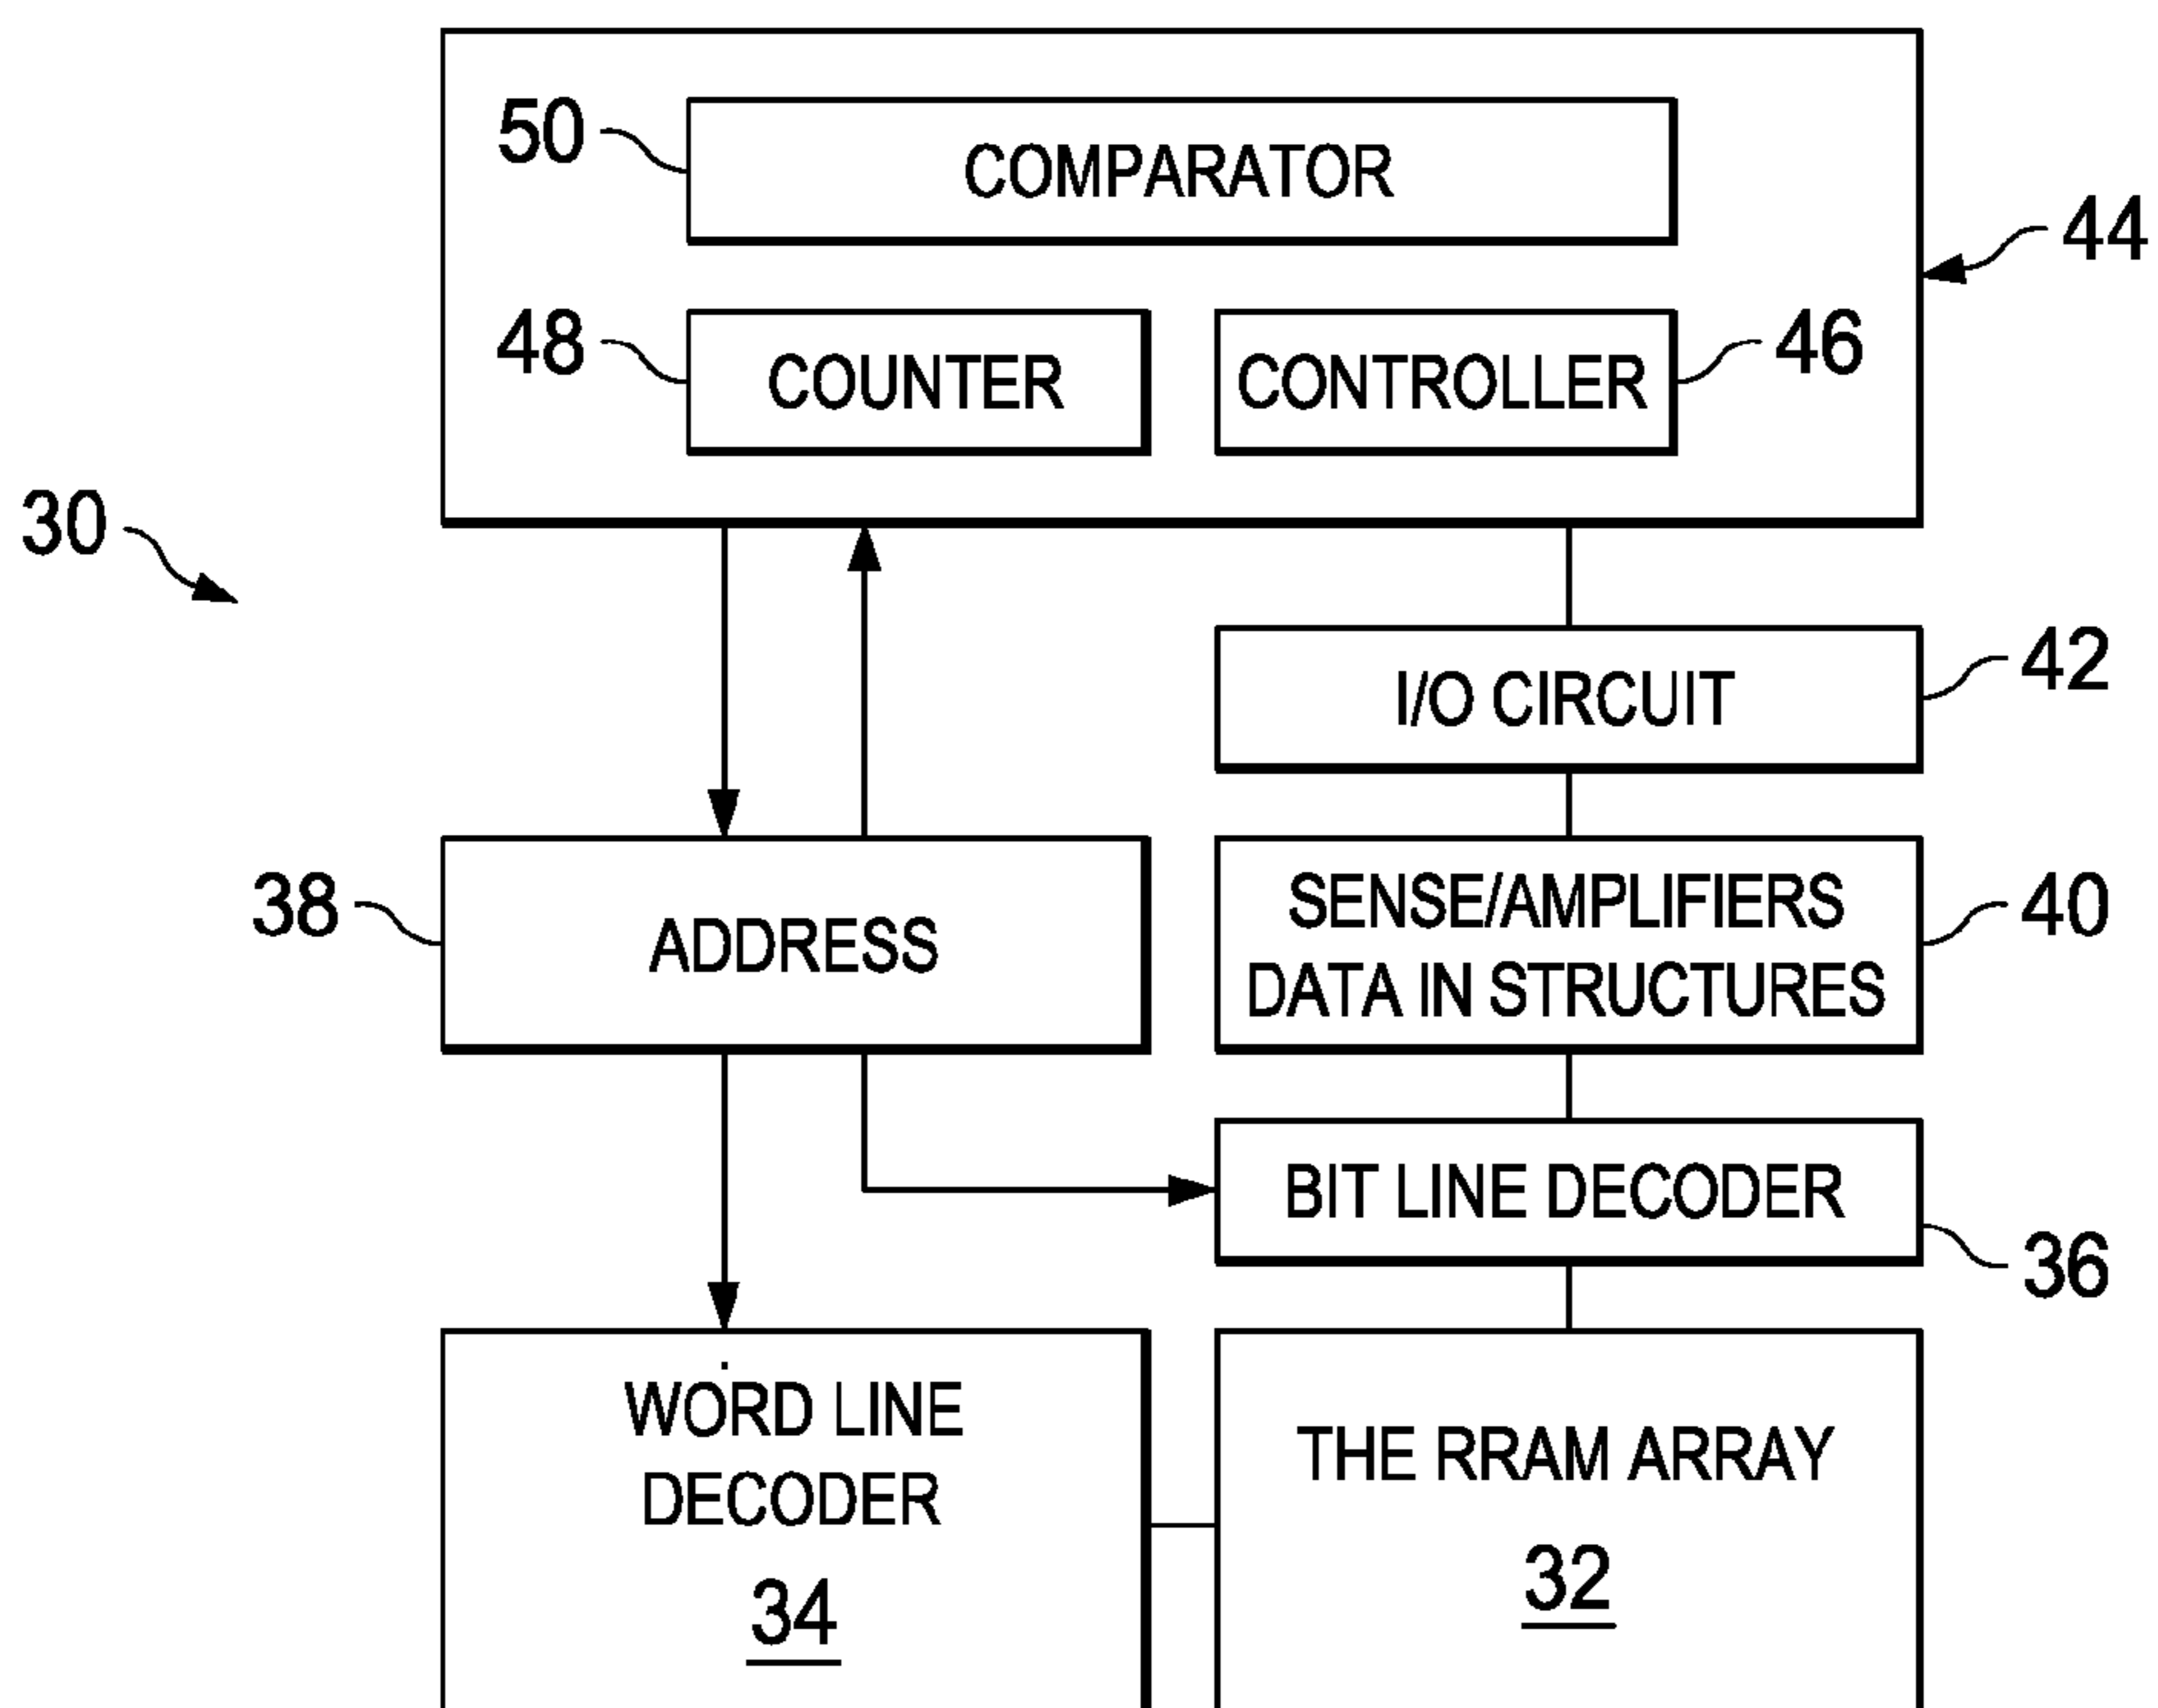 50
COMPARATOR
44
48
COUNTER
CONTROLLER
46
30
I/O CIRCUIT
42
38
ADDRESS
SENSE/AMPLIFIERS
DATA IN STRUCTURES
40
BIT LINE DECODER
36
WORD LINE
DECODER
34
THE RRAM ARRAY
32